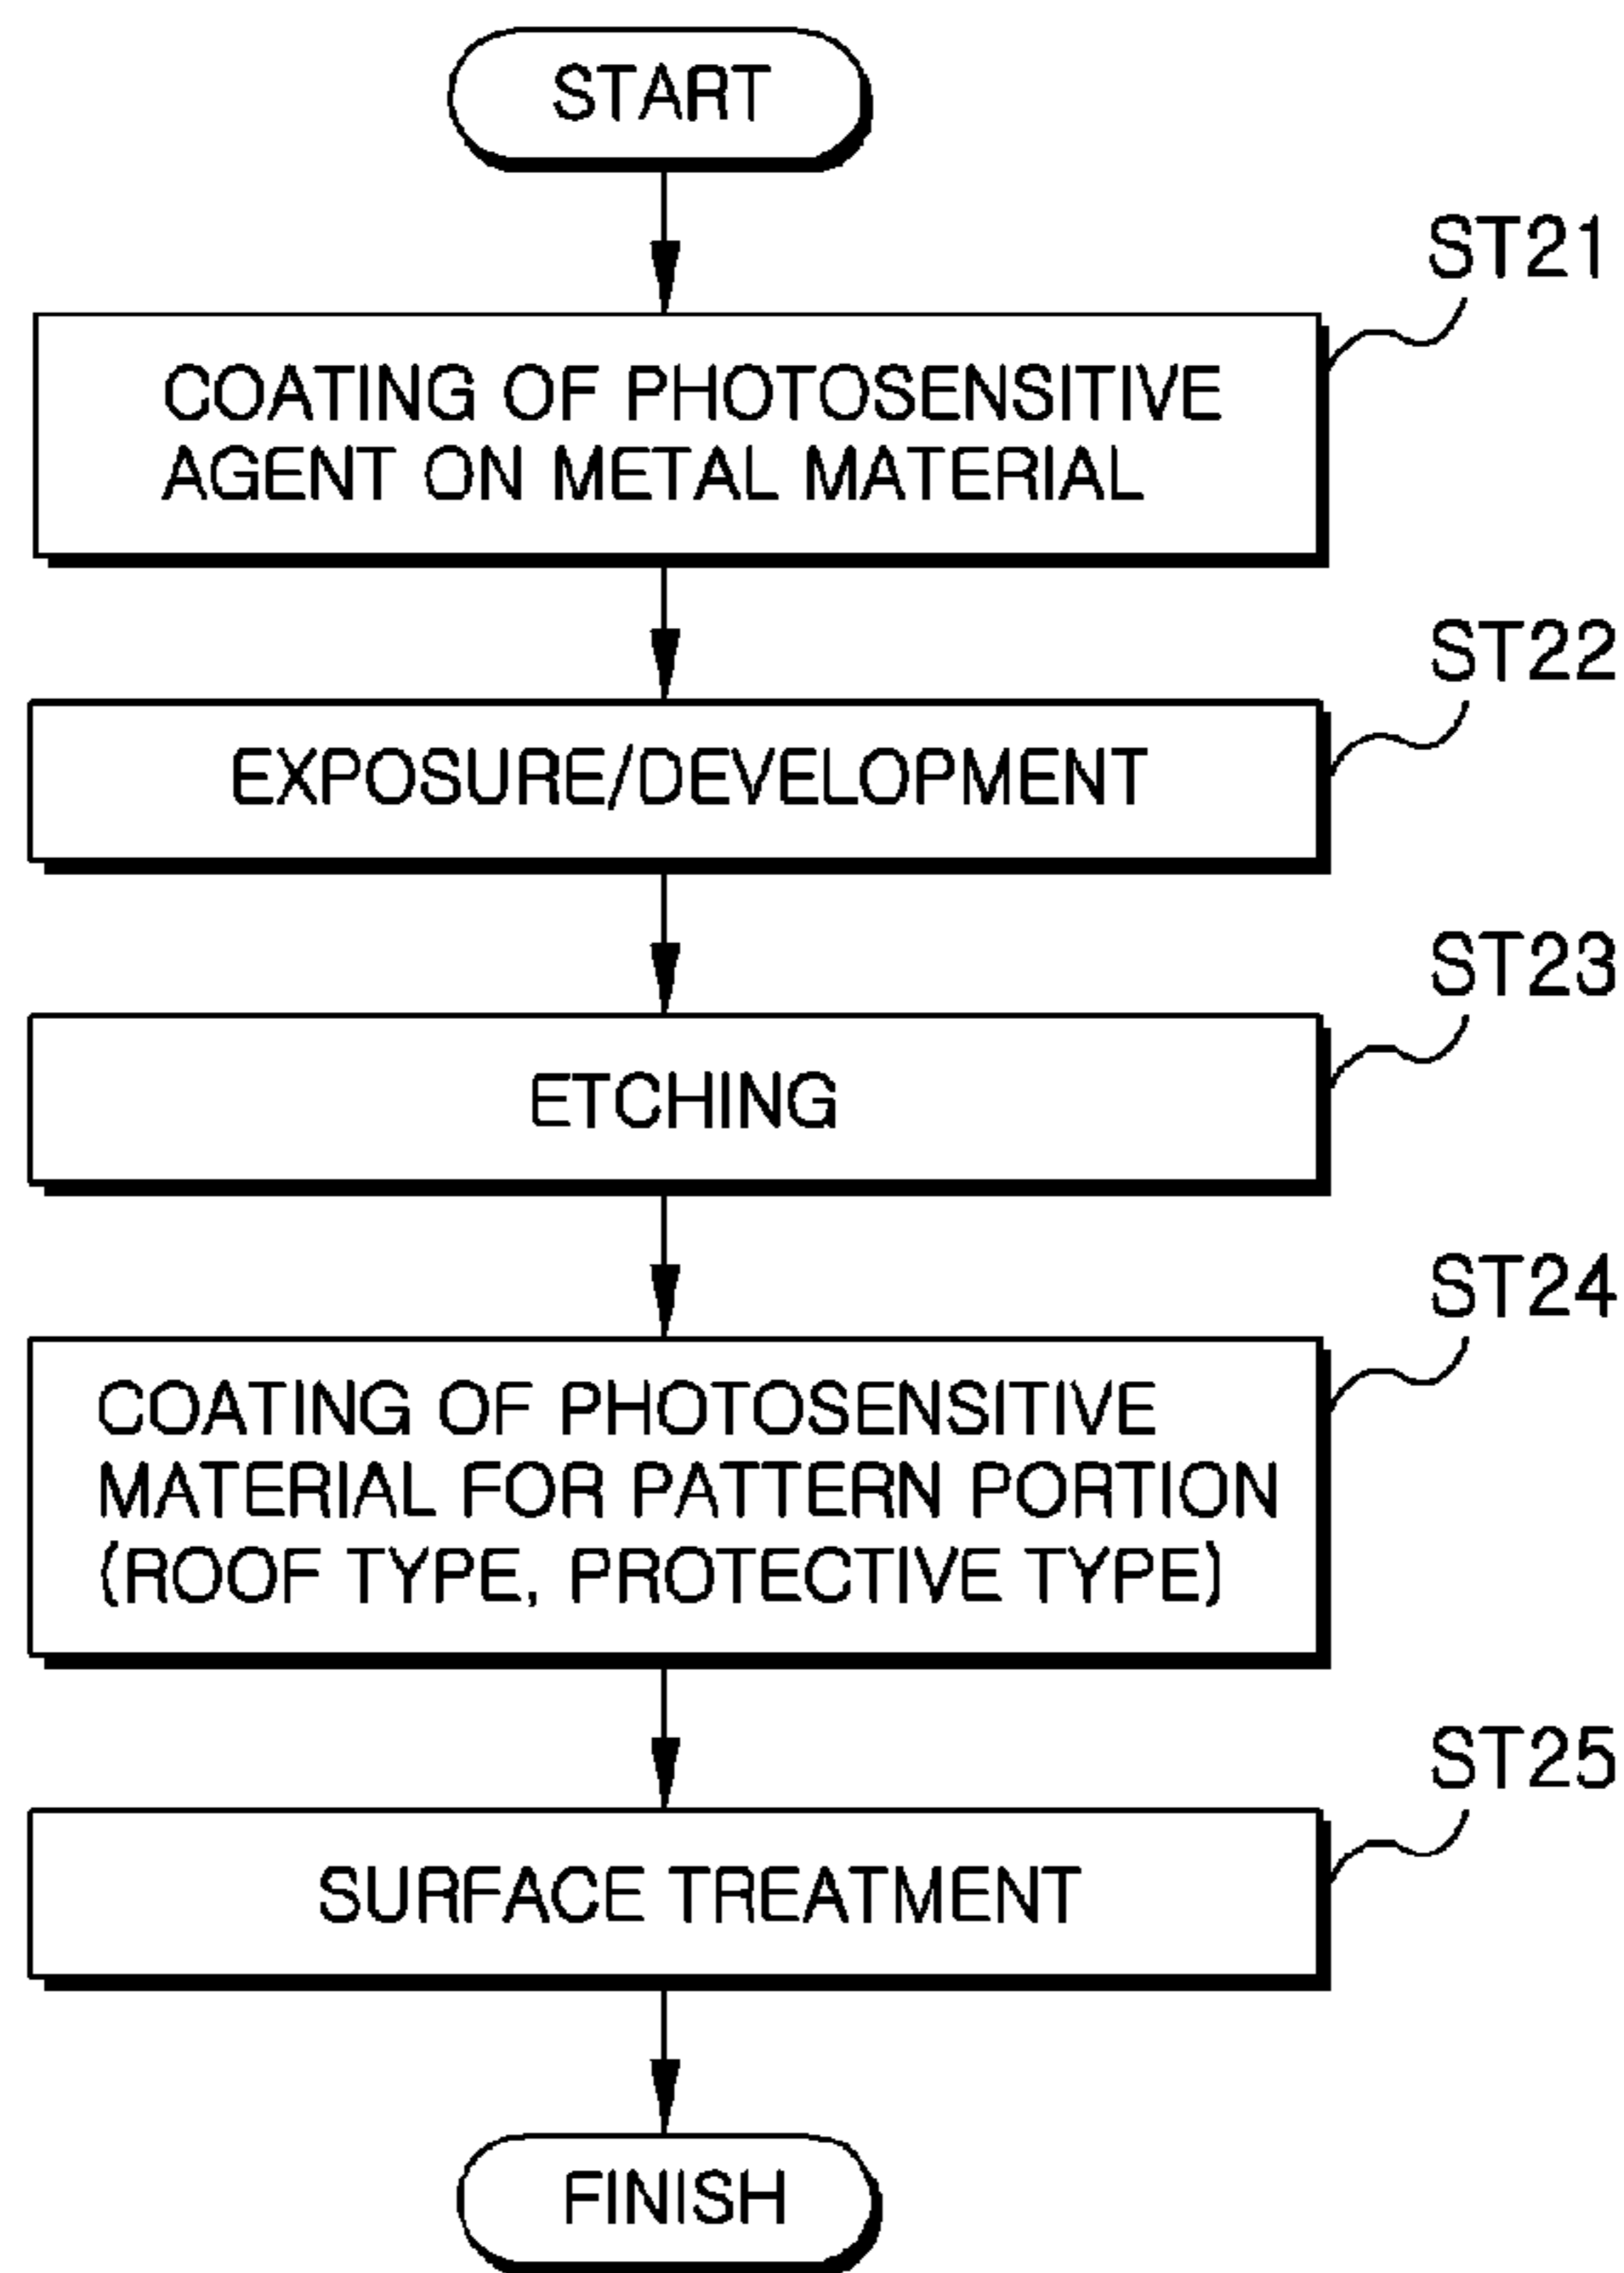 START
ST21
COATING OF PHOTOSENSITIVE
AGENT ON METAL MATERIAL
ST22
EXPOSURE/DEVELOPMENT
ST23
ETCHING
ST24
COATING OF PHOTOSENSITIVE
MATERIAL FOR PATTERN PORTION
(ROOF TYPE, PROTECTIVE TYPE)
ST25
SURFACE TREATMENT
FINISH